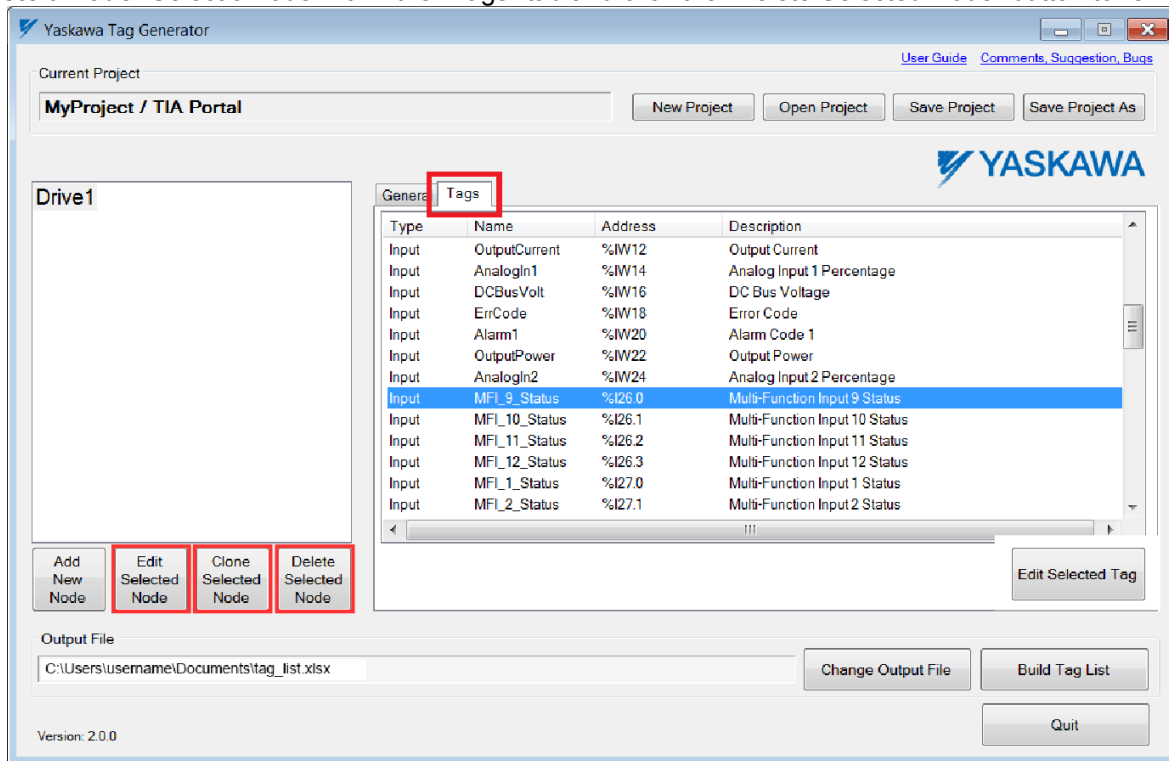 Yaskawa Tag Generator
User Guide Comments, Suggestion, Bugs
Current Project
MyProject / TIA Portal
New Project Open Project Save Project Save Project As
YASKAWA
Drive1
General Tags
Type Name Address Description
Input OutputCurrent %IW12 Output Current
Input AnalogIn1 %IW14 Analog Input 1 Percentage
Input DCBusVolt %IW16 DC Bus Voltage
Input ErrCode %IW18 Error Code
Input Alarm1 %IW20 Alarm Code 1
Input OutputPower %IW22 Output Power
Input AnalogIn2 %IW24 Analog Input 2 Percentage
Input MFI_9_Status %I26.0 Multi-Function Input 9 Status
Input MFI_10_Status %I26.1 Multi-Function Input 10 Status
Input MFI_11_Status %I26.2 Multi-Function Input 11 Status
Input MFI_12_Status %I26.3 Multi-Function Input 12 Status
Input MFI_1_Status %I27.0 Multi-Function Input 1 Status
Input MFI_2_Status %I27.1 Multi-Function Input 2 Status
Add New Node
Edit Selected Node
Clone Selected Node
Delete Selected Node
Edit Selected Tag
Output File
C:\Users\username\Documents\tag_list.xlsx
Change Output File Build Tag List
Quit
Version: 2.0.0